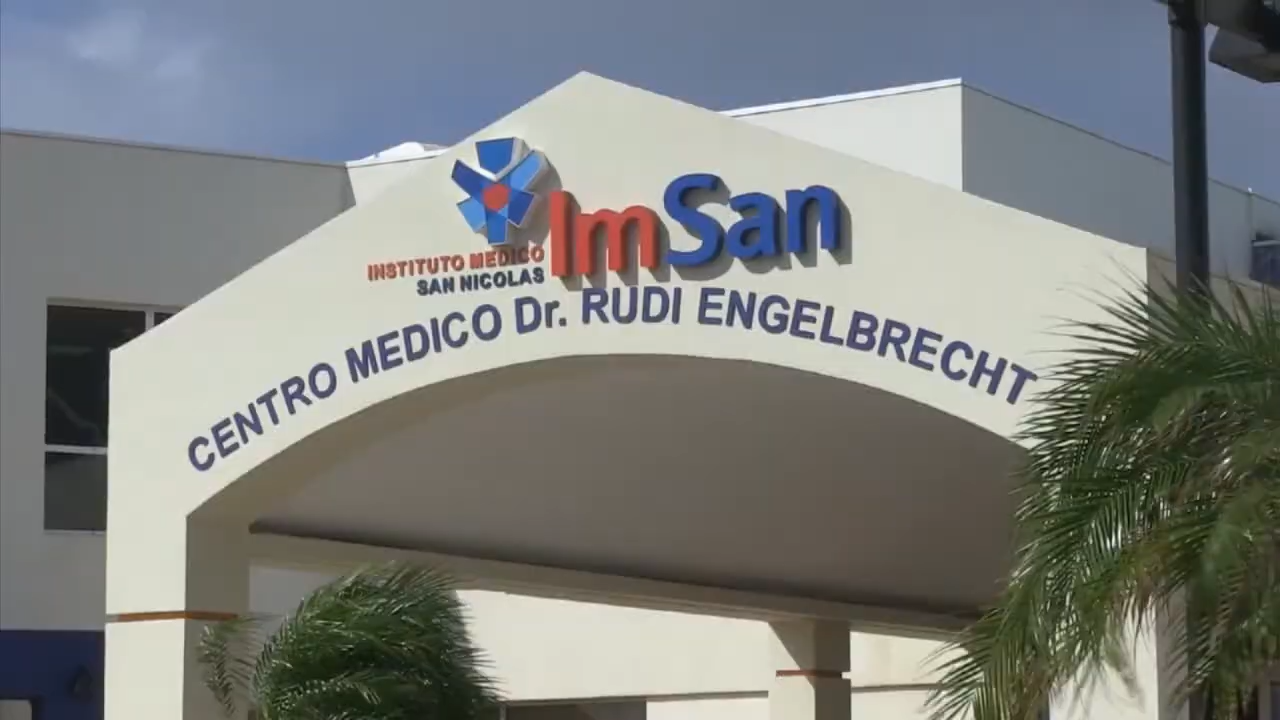 ImSan
INSTITUTO MEDICO
SAN NICOLAS
CENTRO MEDICO Dr. RUDI ENGELBRECHT